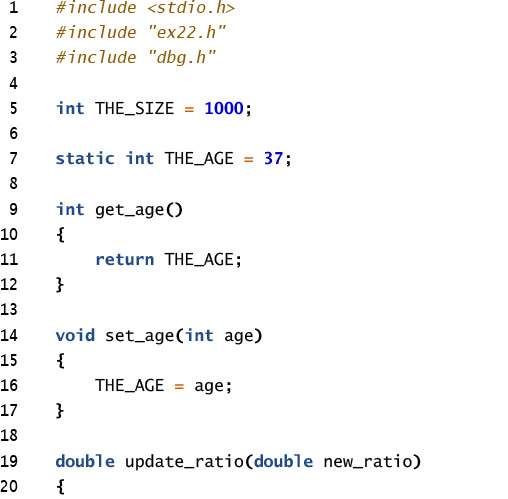 1 #include <stdio.h>
2 #include "ex22.h"
3 #include "dbg.h"
4
5 int THE_SIZE = 1000;
6
7 static int THE_AGE = 37;
8
9 int get_age()
10 {
11     return THE_AGE;
12 }
13
14 void set_age(int age)
15 {
16     THE_AGE = age;
17 }
18
19 double update_ratio(double new_ratio)
20 {